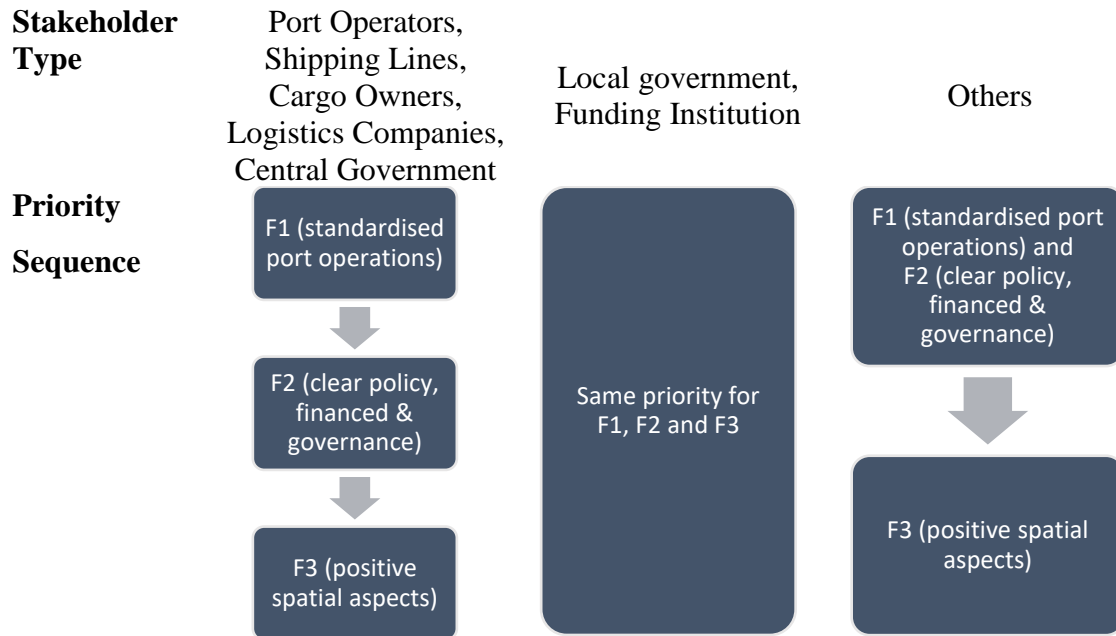 Stakeholder
Type
Port Operators,
Shipping Lines,
Cargo Owners,
Logistics Companies,
Central Government
Local government,
Funding Institution
Others
Priority
Sequence
F1 (standardised
port operations)
F2 (clear policy,
financed &
governance)
F3 (positive
spatial aspects)
Same priority for
F1, F2 and F3
F1 (standardised port
operations) and
F2 (clear policy,
financed &
governance)
F3 (positive spatial
aspects)